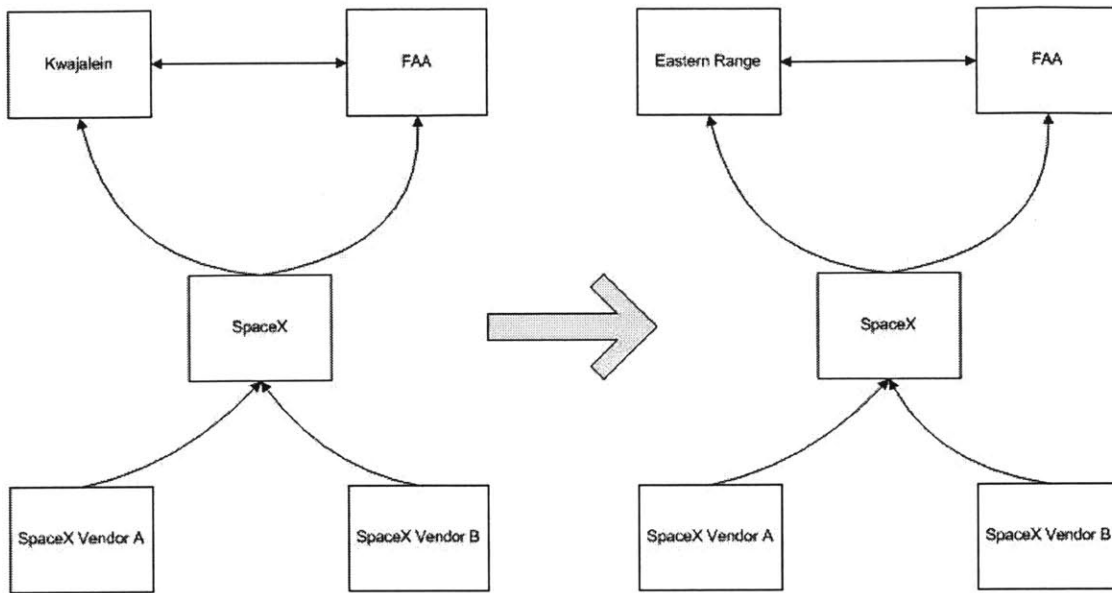 Kwajalein
FAA
Eastern Range
FAA
SpaceX
SpaceX
SpaceX Vendor A
SpaceX Vendor B
SpaceX Vendor A
SpaceX Vendor B